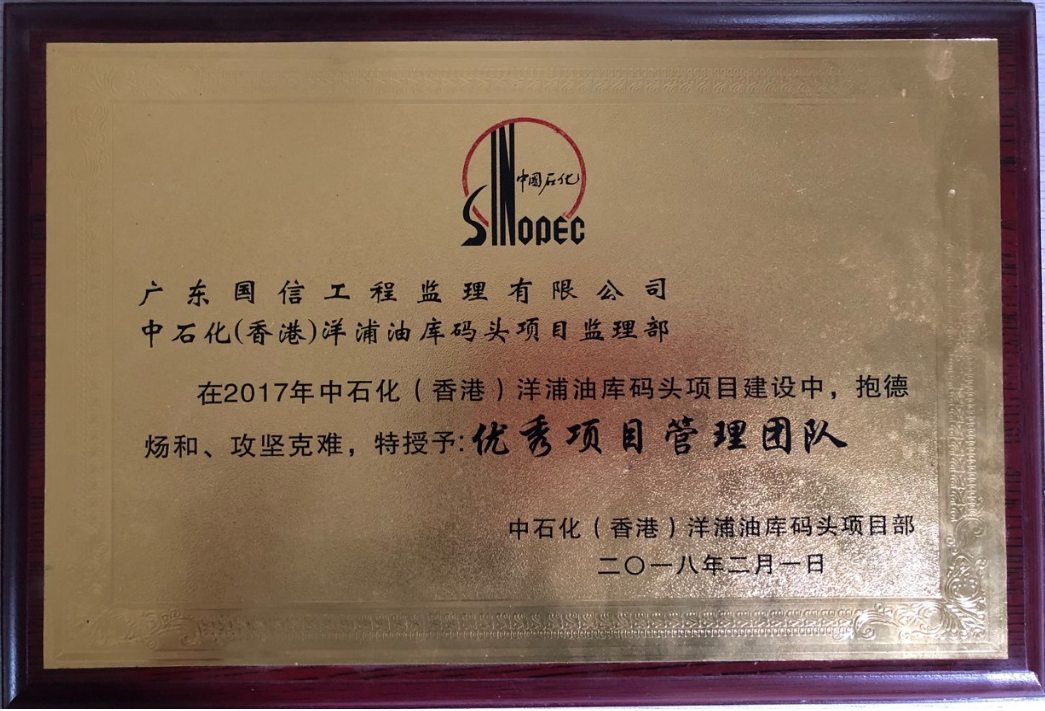 中国石化
SINOPEC
广东国信工程监理有限公司
中石化(香港)洋浦油库码头项目监理部
在2017年中石化（香港）洋浦油库码头项目建设中，抱德
炀和、攻坚克难，特授予:优秀项目管理团队
中石化（香港）洋浦油库码头项目部
二〇一八年二月一日